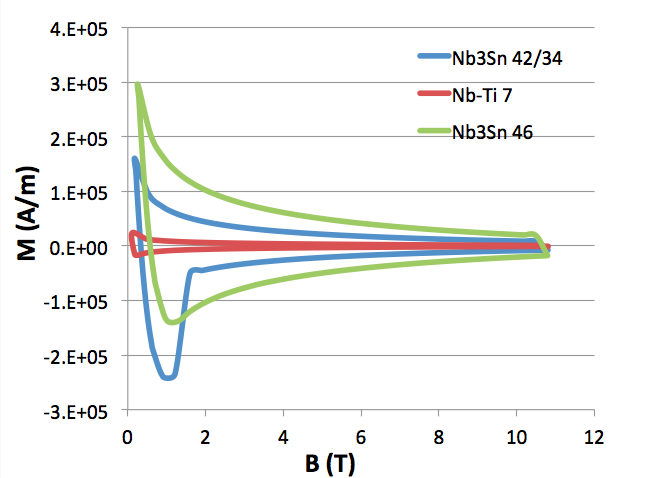 4.E+05
3.E+05
2.E+05
1.E+05
0.E+00
-1.E+05
-2.E+05
-3.E+05
M (A/m)
Nb3Sn 42/34
Nb-Ti 7
Nb3Sn 46
0 2 4 6 8 10 12
B (T)